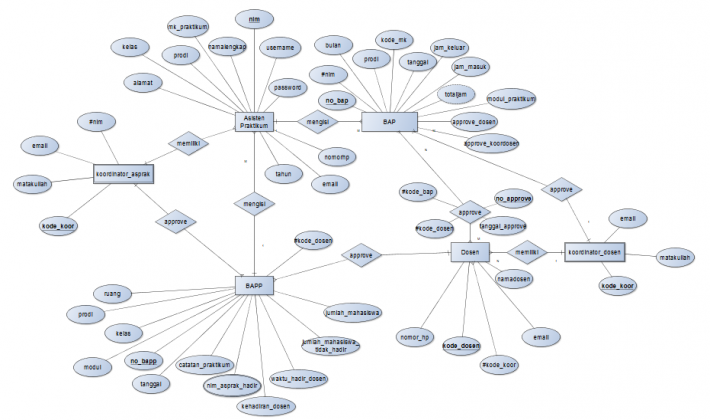 nim
mk_praktikum
namalengkap
username
kelas
prodi
alamat
password
Asisten
Praktikum
nomornp
email
tahun
mengisi
bulan
kode_mk
prodi
tanggal
jam_keluar
jam_masuk
#nim
no_bap
totaljam
modul_praktikum
BAP
approve_dosen
approve_koordosen
#nim
email
matakuliah
kode_koor
koordinator_asprak
memiliki
approve
mengisi
approve
#kode_bap
no_approve
approve
#kode_dosen
tanggal_approve
approve
Dosen
memiliki
koordinator_dosen
email
matakuliah
kode_koor
namadosen
nomor_hp
kode_dosen
#kode_koor
email
#kode_dosen
BAPP
ruang
prodi
kelas
modul
no_bapp
tanggal
catatan_praktikum
nim_asprak_hadir
kehadiran_dosen
waktu_hadir_dosen
jumlah_mahasiswa_
tidak_hadir
jumlah_mahasiswa